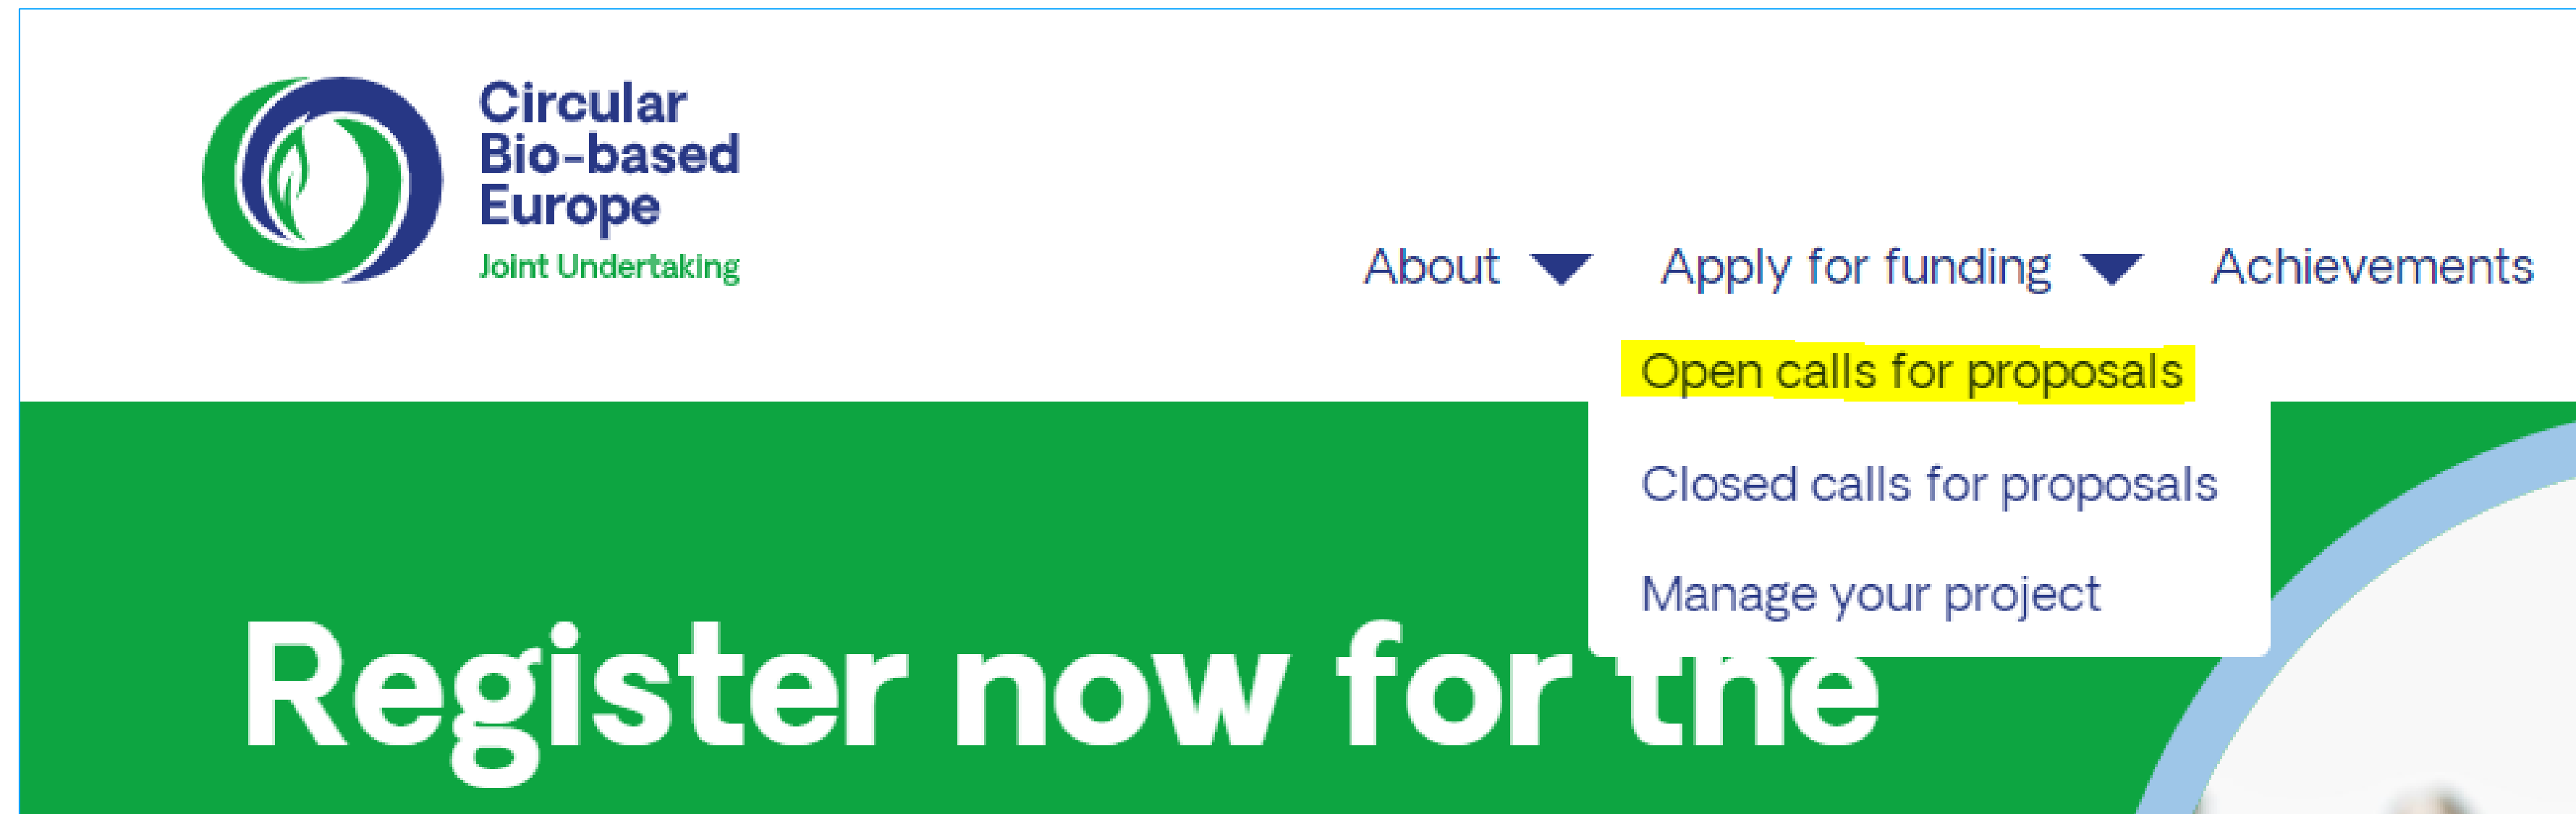 Circular
Bio-based
Europe
Joint Undertaking
About
Apply for funding
Achievements
Open calls for proposals
Closed calls for proposals
Manage your project
Register now for the